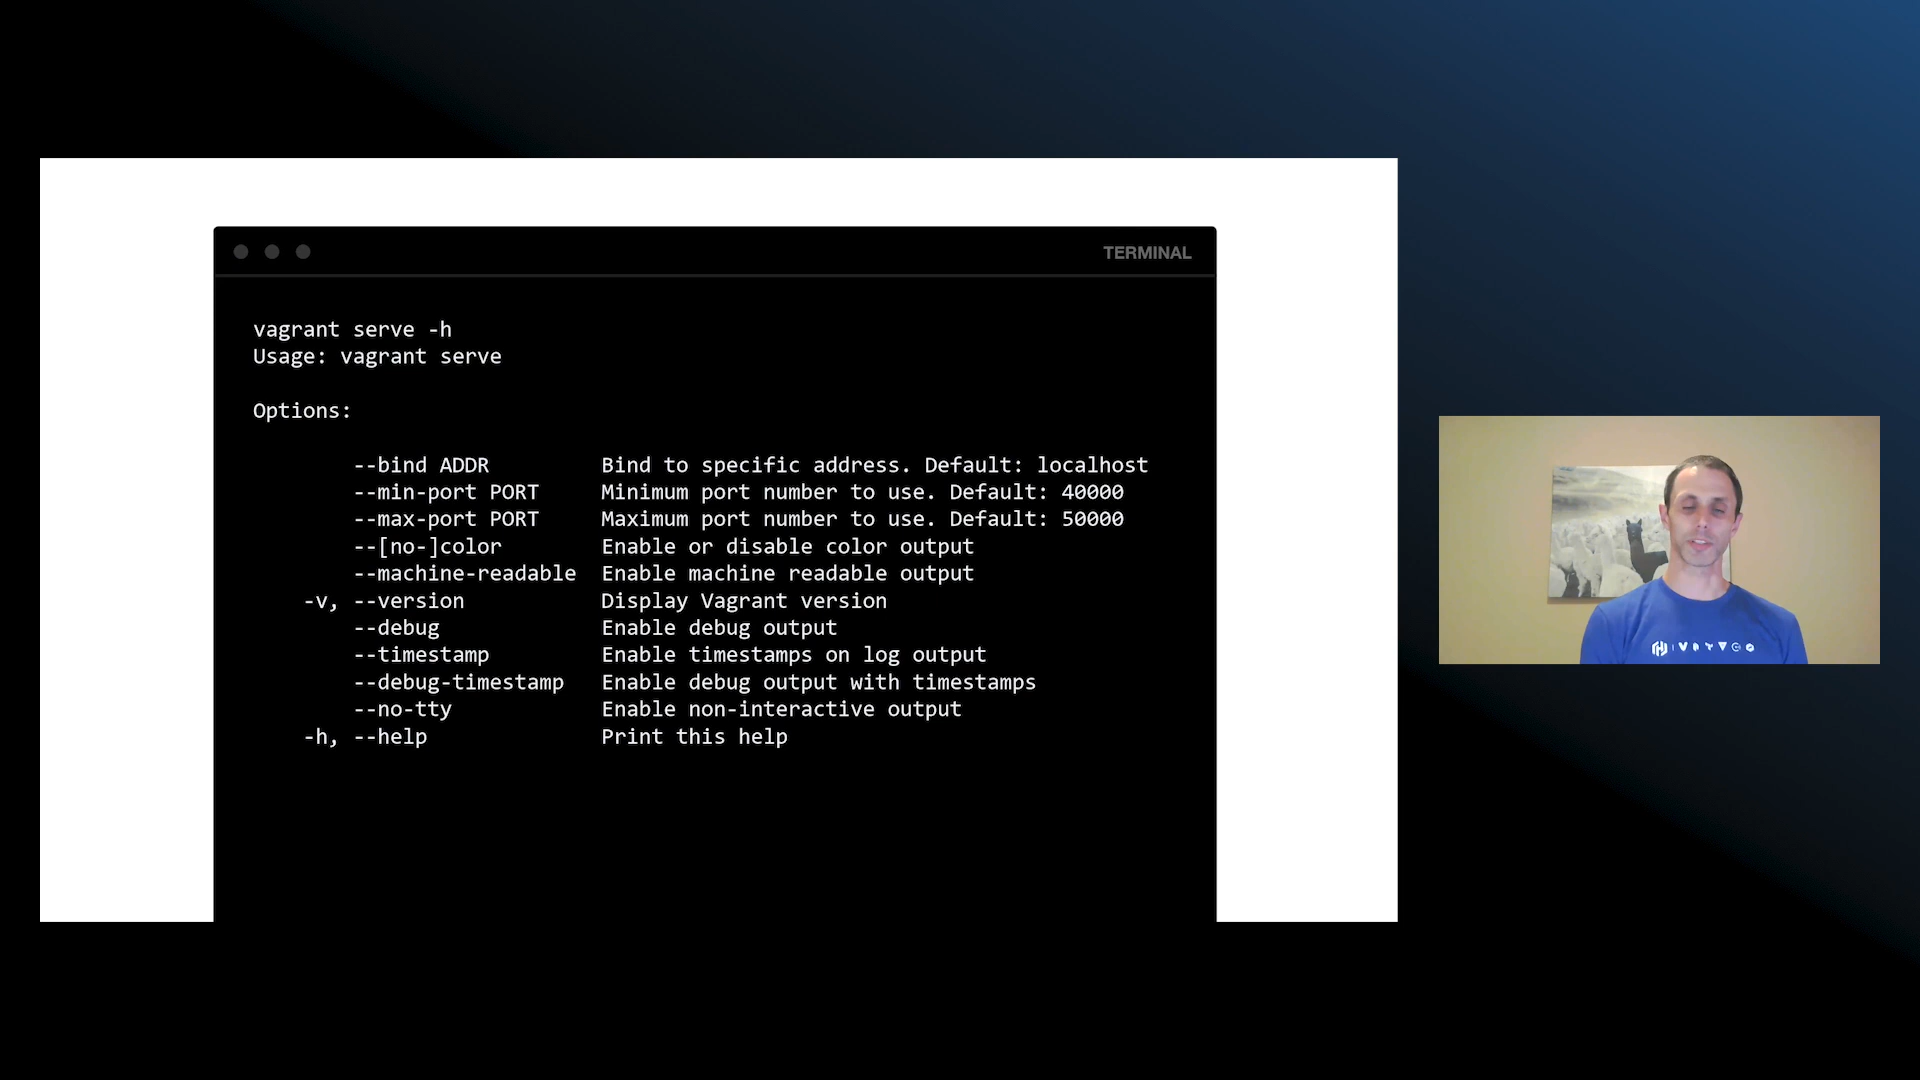 TERMINAL
vagrant serve -h
Usage: vagrant serve
Options:
--bind ADDR Bind to specific address. Default: localhost
--min-port PORT Minimum port number to use. Default: 40000
--max-port PORT Maximum port number to use. Default: 50000
--[no-]color Enable or disable color output
--machine-readable Enable machine readable output
-v, --version Display Vagrant version
--debug Enable debug output
--timestamp Enable timestamps on log output
--debug-timestamp Enable debug output with timestamps
--no-tty Enable non-interactive output
-h, --help Print this help